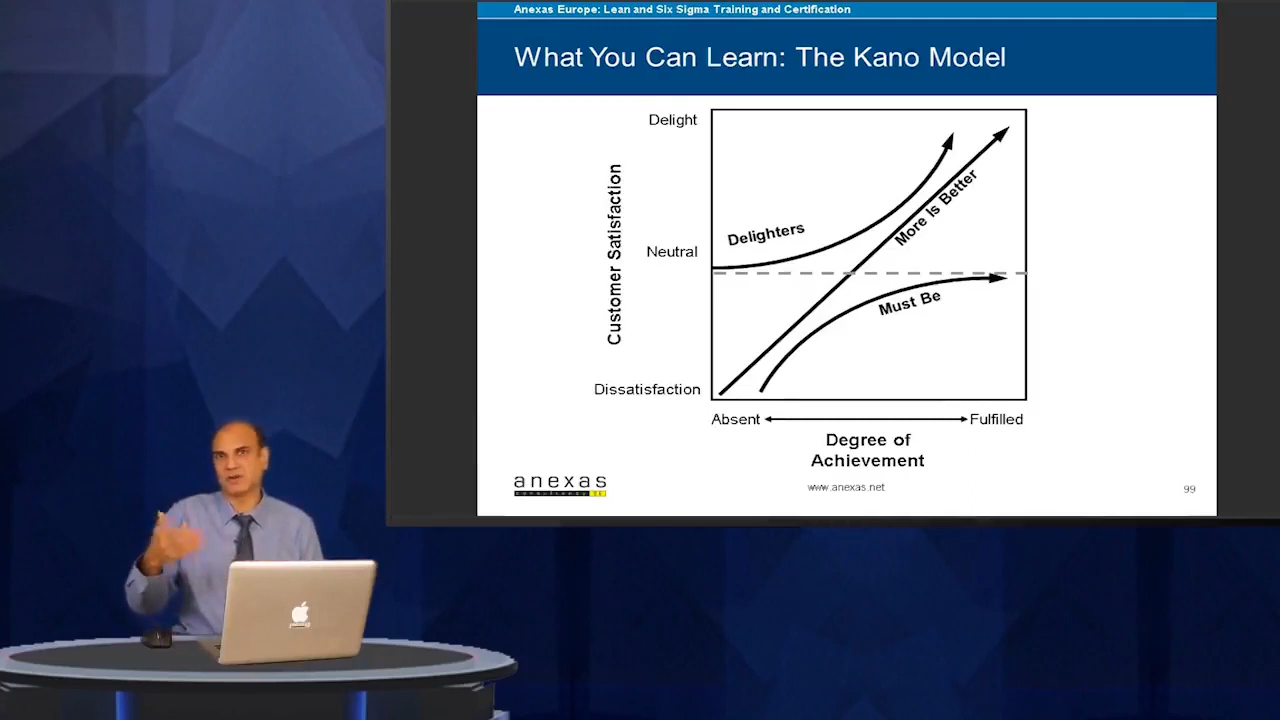 Anexas Europe: Lean and Six Sigma Training and Certification
What You Can Learn: The Kano Model
Delight
Customer Satisfaction
Neutral
Dissatisfaction
Delighters
More Is Better
Must Be
Absent
Fulfilled
Degree of
Achievement
anexas
consultancy
www.anexas.net
99